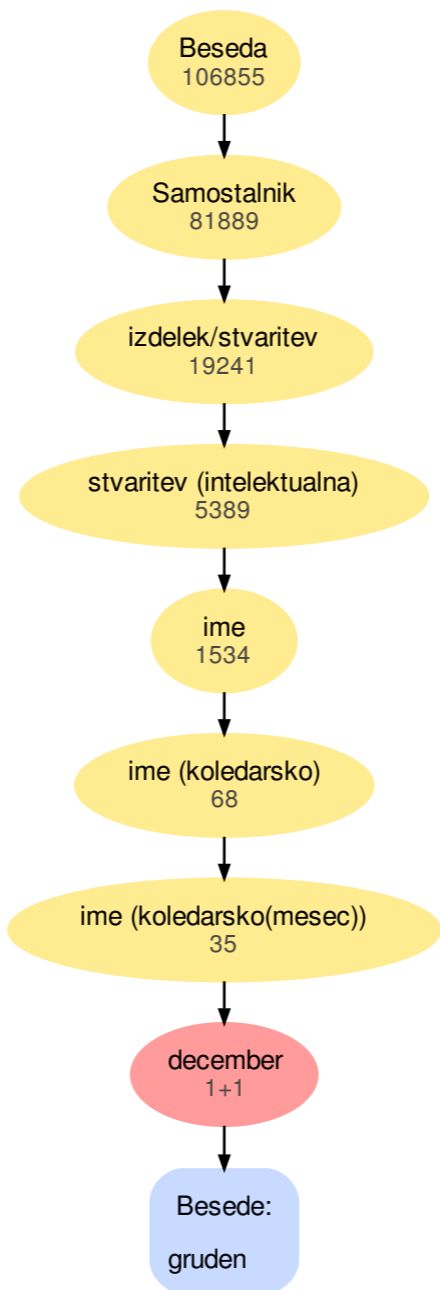 Beseda
106855
Samostalnik
81889
izdelek/stvaritev
19241
stvaritev (intelektualna)
5389
ime
1534
ime (koledarsko)
68
ime (koledarsko(mesec))
35
december
1+1
Besede:
gruden